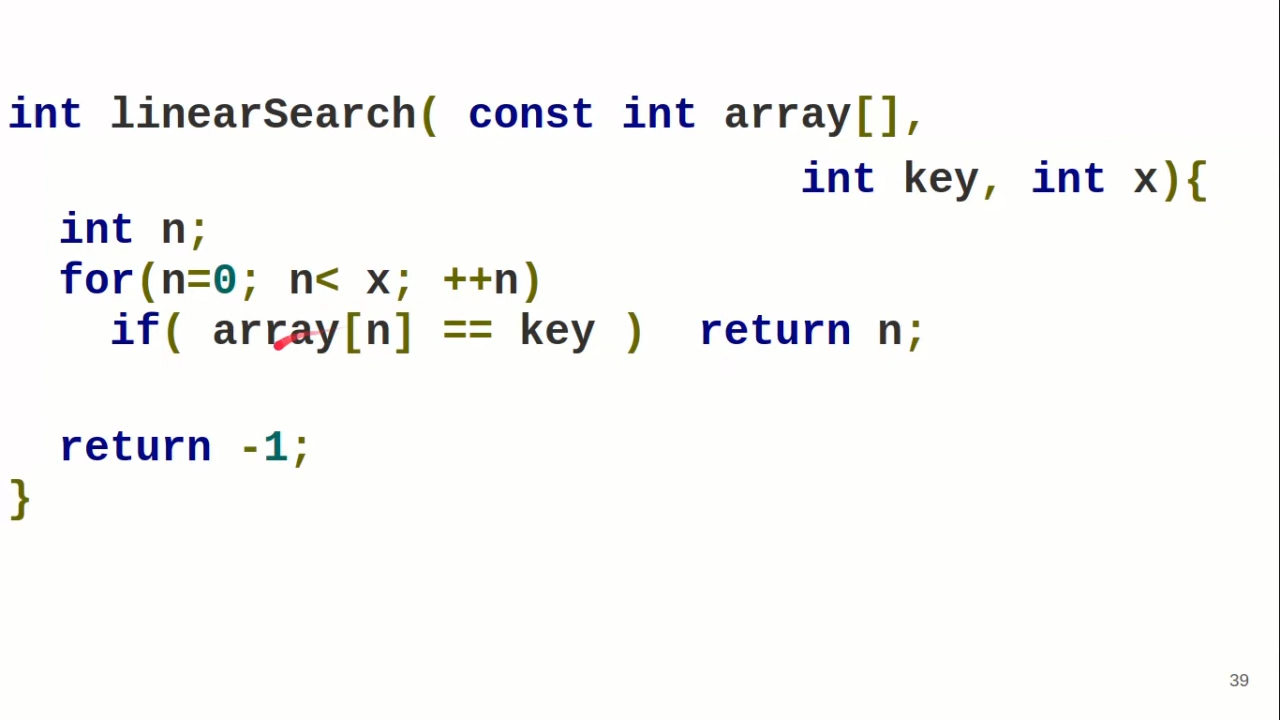 int linearSearch( const int array[],
int key, int x){
int n;
for(n=0; n< x; ++n)
if( array[n] == key ) return n;
return -1;
}
39